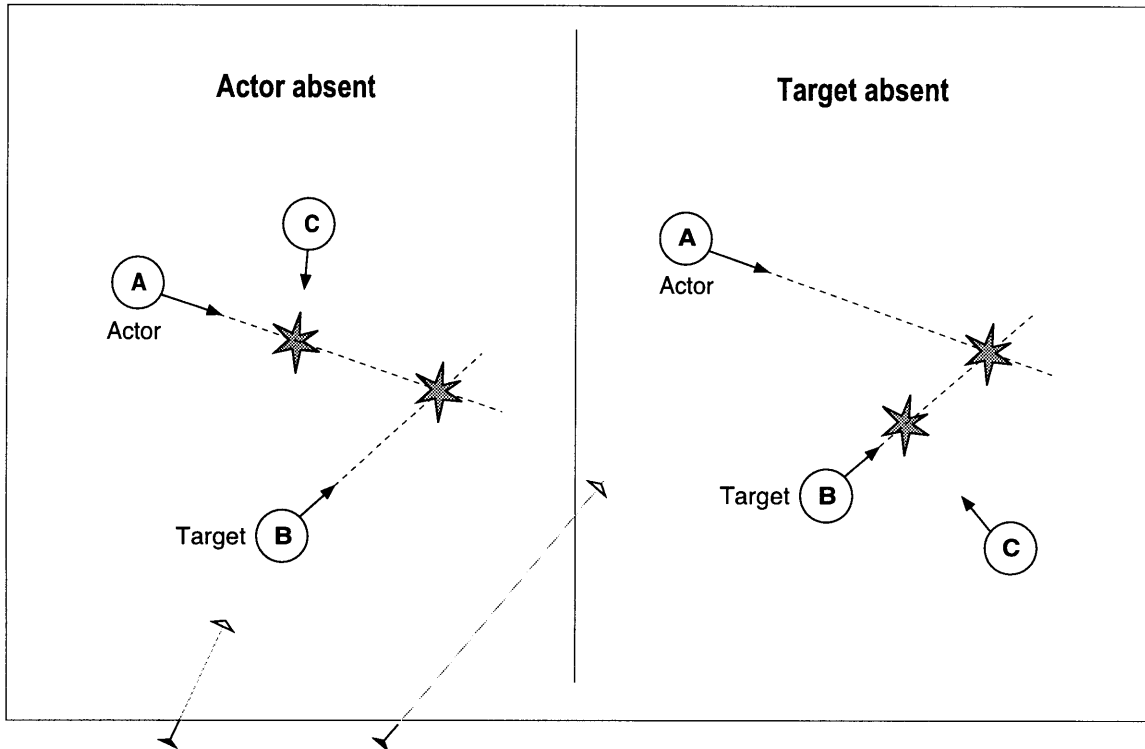 Actor absent
C
A
Actor
Target B
Target absent
A
Actor
Target B
C